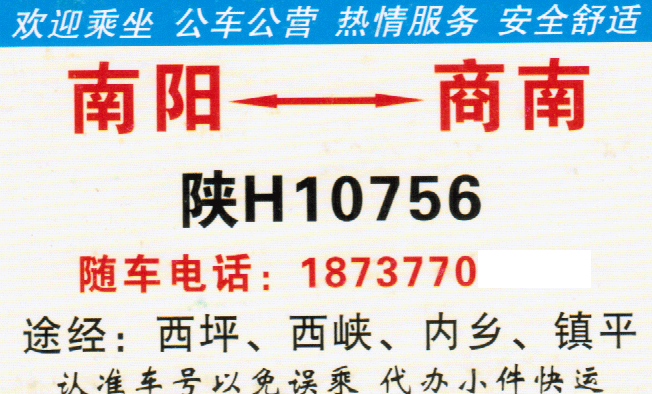 欢迎乘坐 公车公营 热情服务 安全舒适
南阳⟷商南
陕H10756
随车电话：18737770
途经：西坪、西峡、内乡、镇平
认准车号以免误乘 代办小件快运